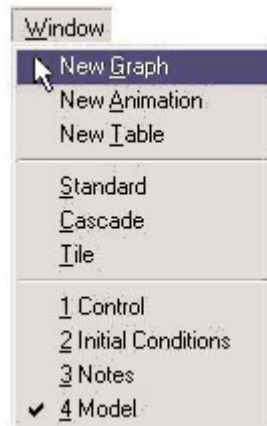 Window
New Graph
New Animation
New Table
Standard
Cascade
Tile
1 Control
2 Initial Conditions
3 Notes
4 Model